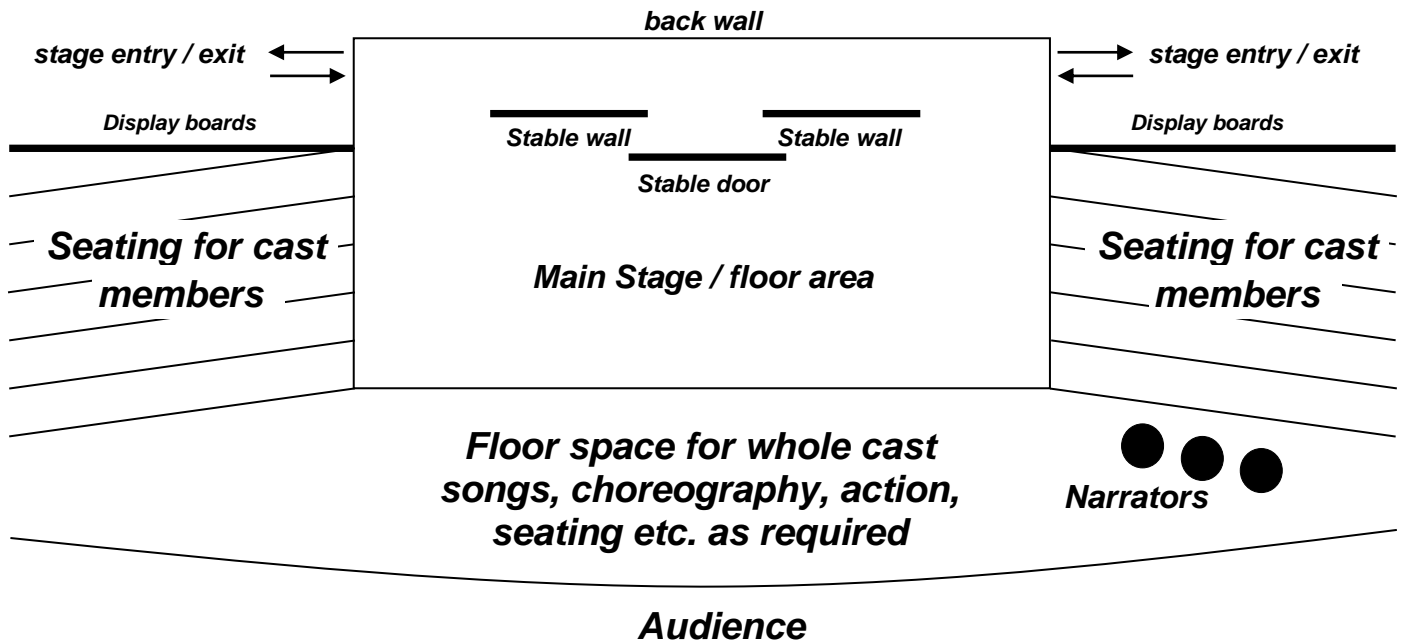 back wall
stage entry / exit
stage entry / exit
Display boards
Display boards
Stable wall
Stable wall
Stable door
Seating for cast
members
Main Stage / floor area
Seating for cast
members
Floor space for whole cast
songs, choreography, action,
seating etc. as required
Narrators
Audience